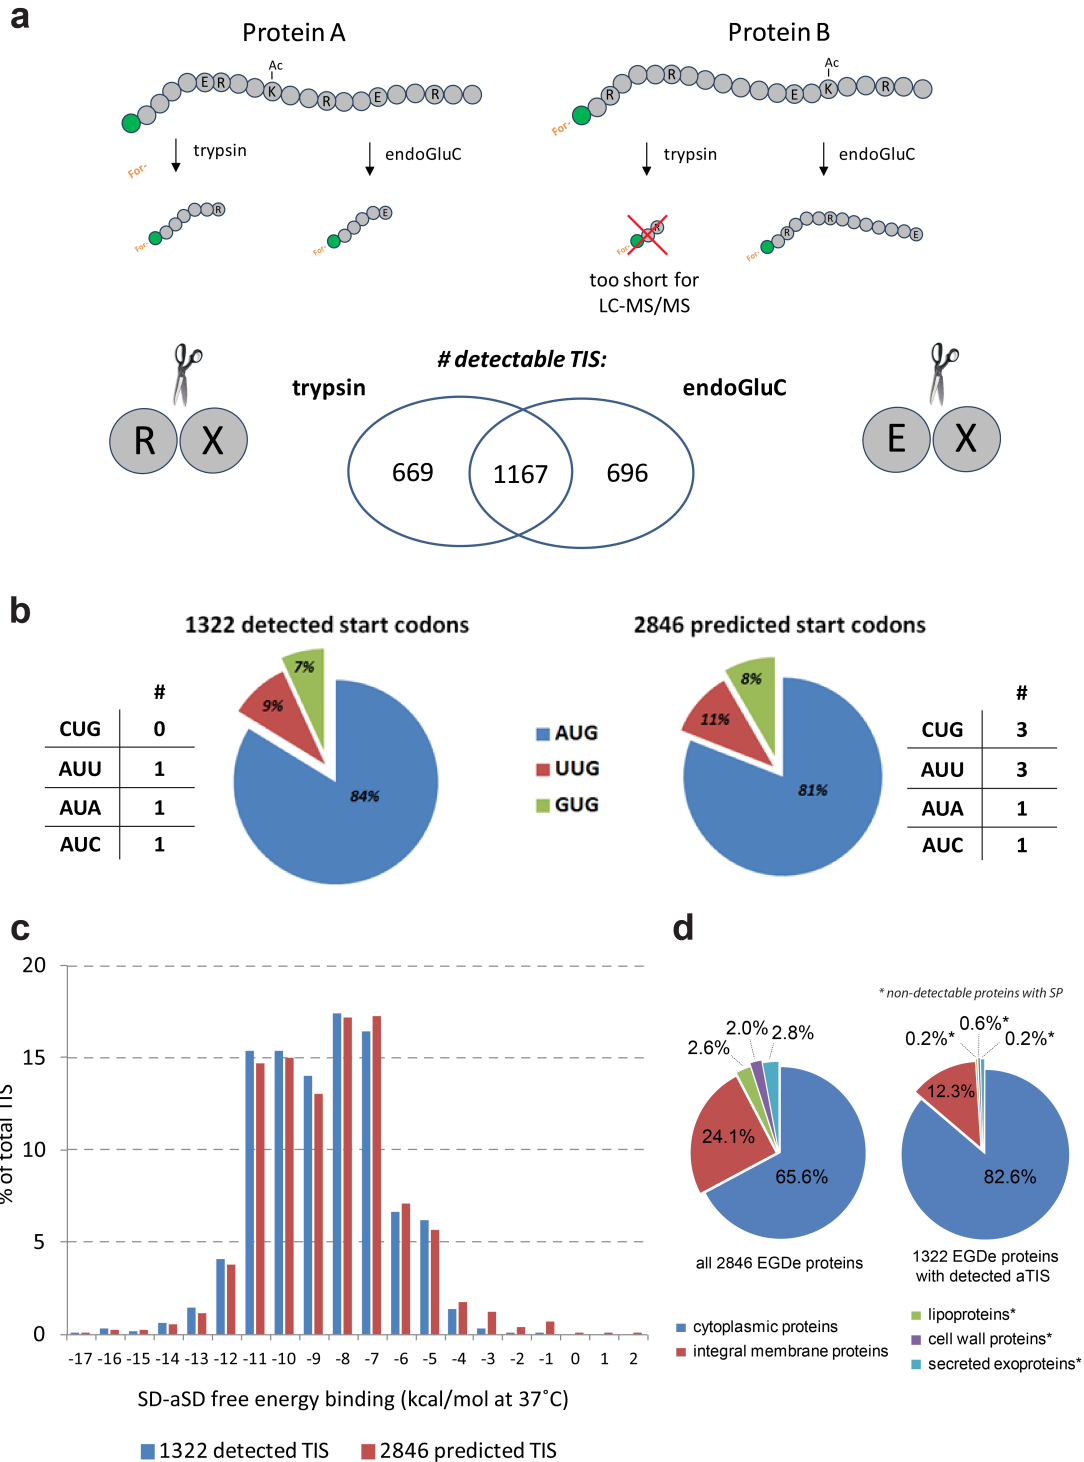 a
Protein A
Protein B
Ac
Ac
E R K R E R
R R E K R
For-
For-
trypsin
endoGluC
trypsin
endoGluC
For-
R
E
R
R R E
For-
For-
For-
For-
too short for
LC-MS/MS
# detectable TIS:
trypsin
endoGluC
R X
E X
669
1167
696
b
1322 detected start codons
2846 predicted start codons
#
CUG 0
AUU 1
AUA 1
AUC 1
7%
9%
84%
AUG
UUG
GUG
8%
11%
81%
#
CUG 3
AUU 3
AUA 1
AUC 1
c
20
15
10
5
0
% of total TIS
-17 -16 -15 -14 -13 -12 -11 -10 -9 -8 -7 -6 -5 -4 -3 -2 -1 0 1 2
SD-aSD free energy binding (kcal/mol at 37˚C)
1322 detected TIS
2846 predicted TIS
d
* non-detectable proteins with SP
2.6%
2.0%
2.8%
24.1%
65.6%
all 2846 EGDe proteins
0.2%*
0.6%*
0.2%*
12.3%
82.6%
1322 EGDe proteins
with detected aTIS
cytoplasmic proteins
integral membrane proteins
lipoproteins*
cell wall proteins*
secreted exoproteins*